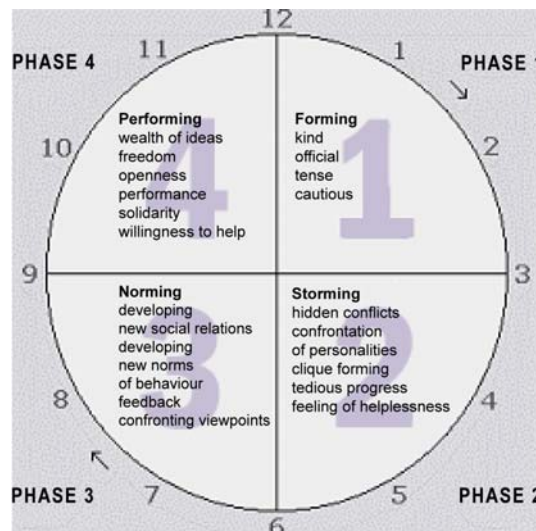 12
11
1
PHASE 4
PHASE 1
10
2
Performing
wealth of ideas
freedom
openness
performance
solidarity
willingness to help
4
Forming
kind
official
tense
cautious
1
9
3
Norming
developing
new social relations
developing
new norms
of behaviour
feedback
confronting viewpoints
3
Storming
hidden conflicts
confrontation
of personalities
clique forming
tedious progress
feeling of helplessness
2
8
4
PHASE 3
7
5
PHASE 2
6